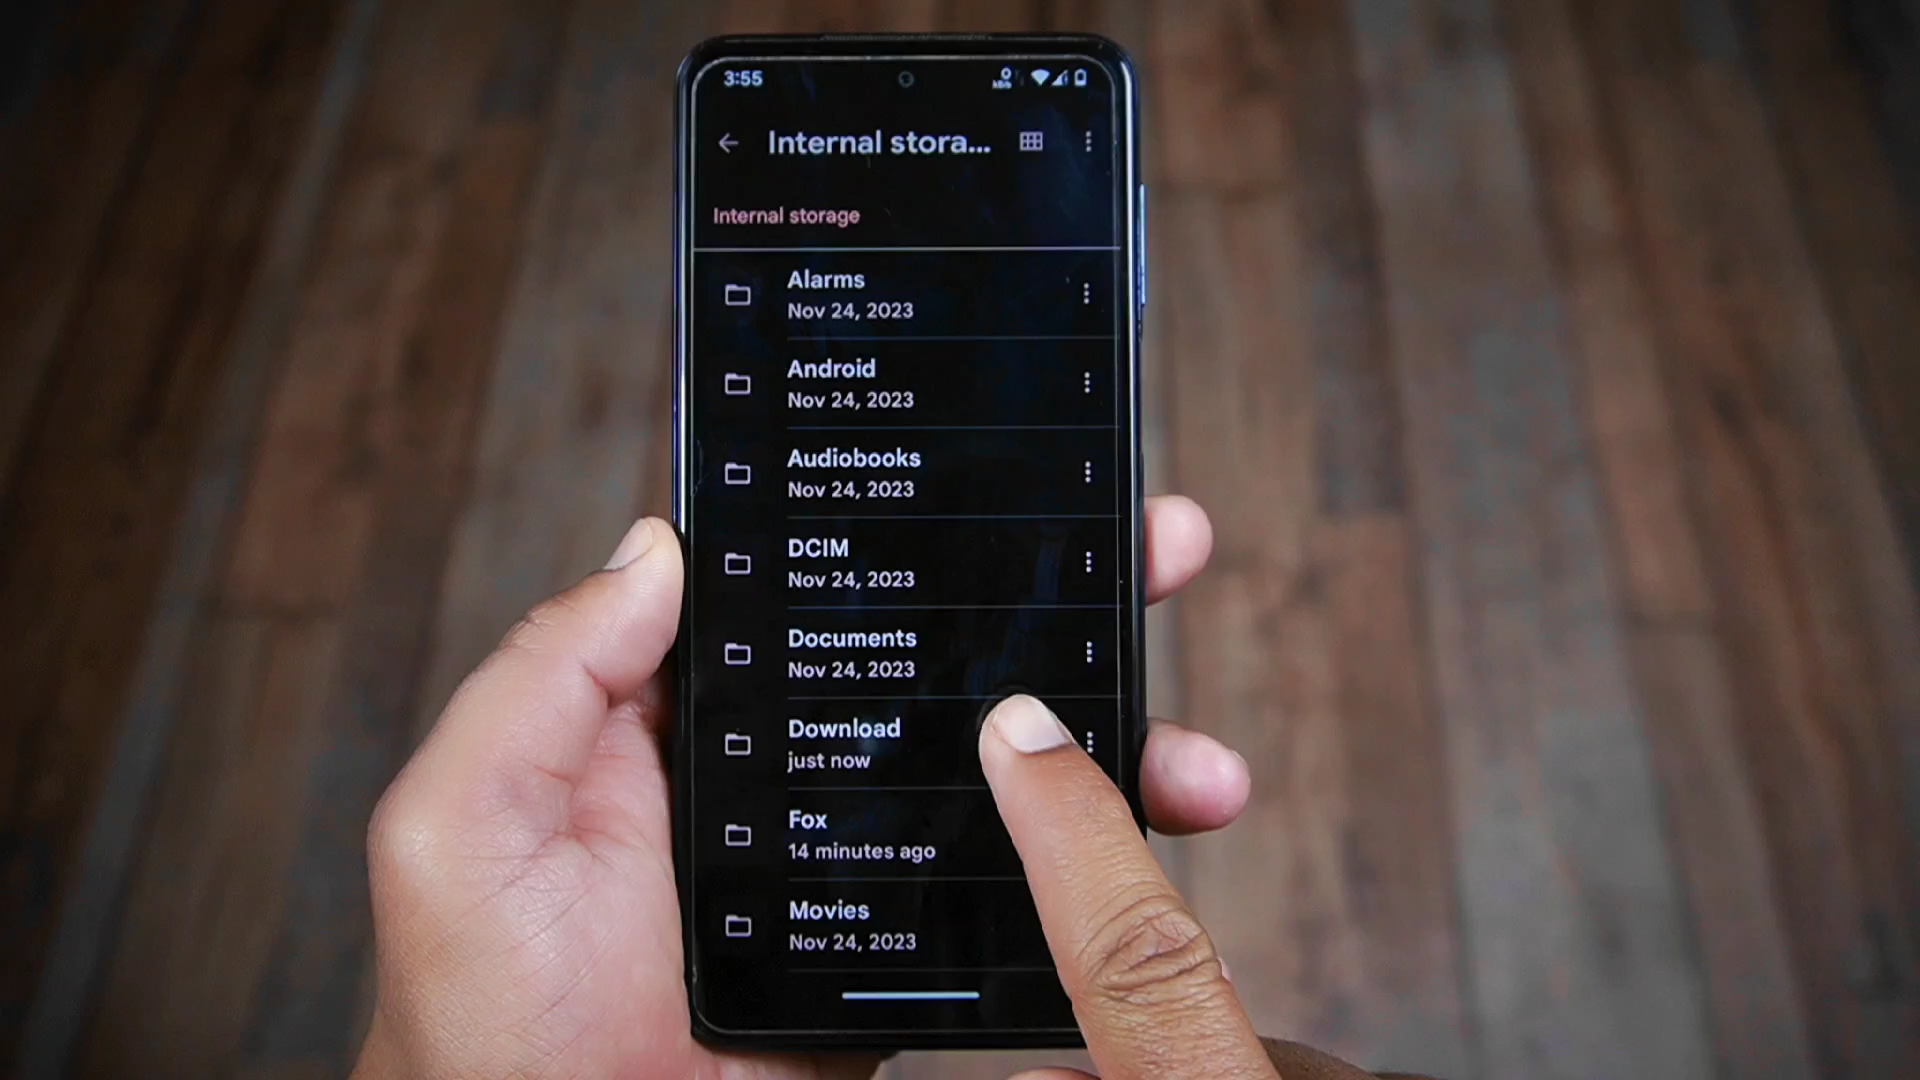 3:55
Internal stora...
Internal storage
Alarms
Nov 24, 2023
Android
Nov 24, 2023
Audiobooks
Nov 24, 2023
DCIM
Nov 24, 2023
Documents
Nov 24, 2023
Download
just now
Fox
14 minutes ago
Movies
Nov 24, 2023